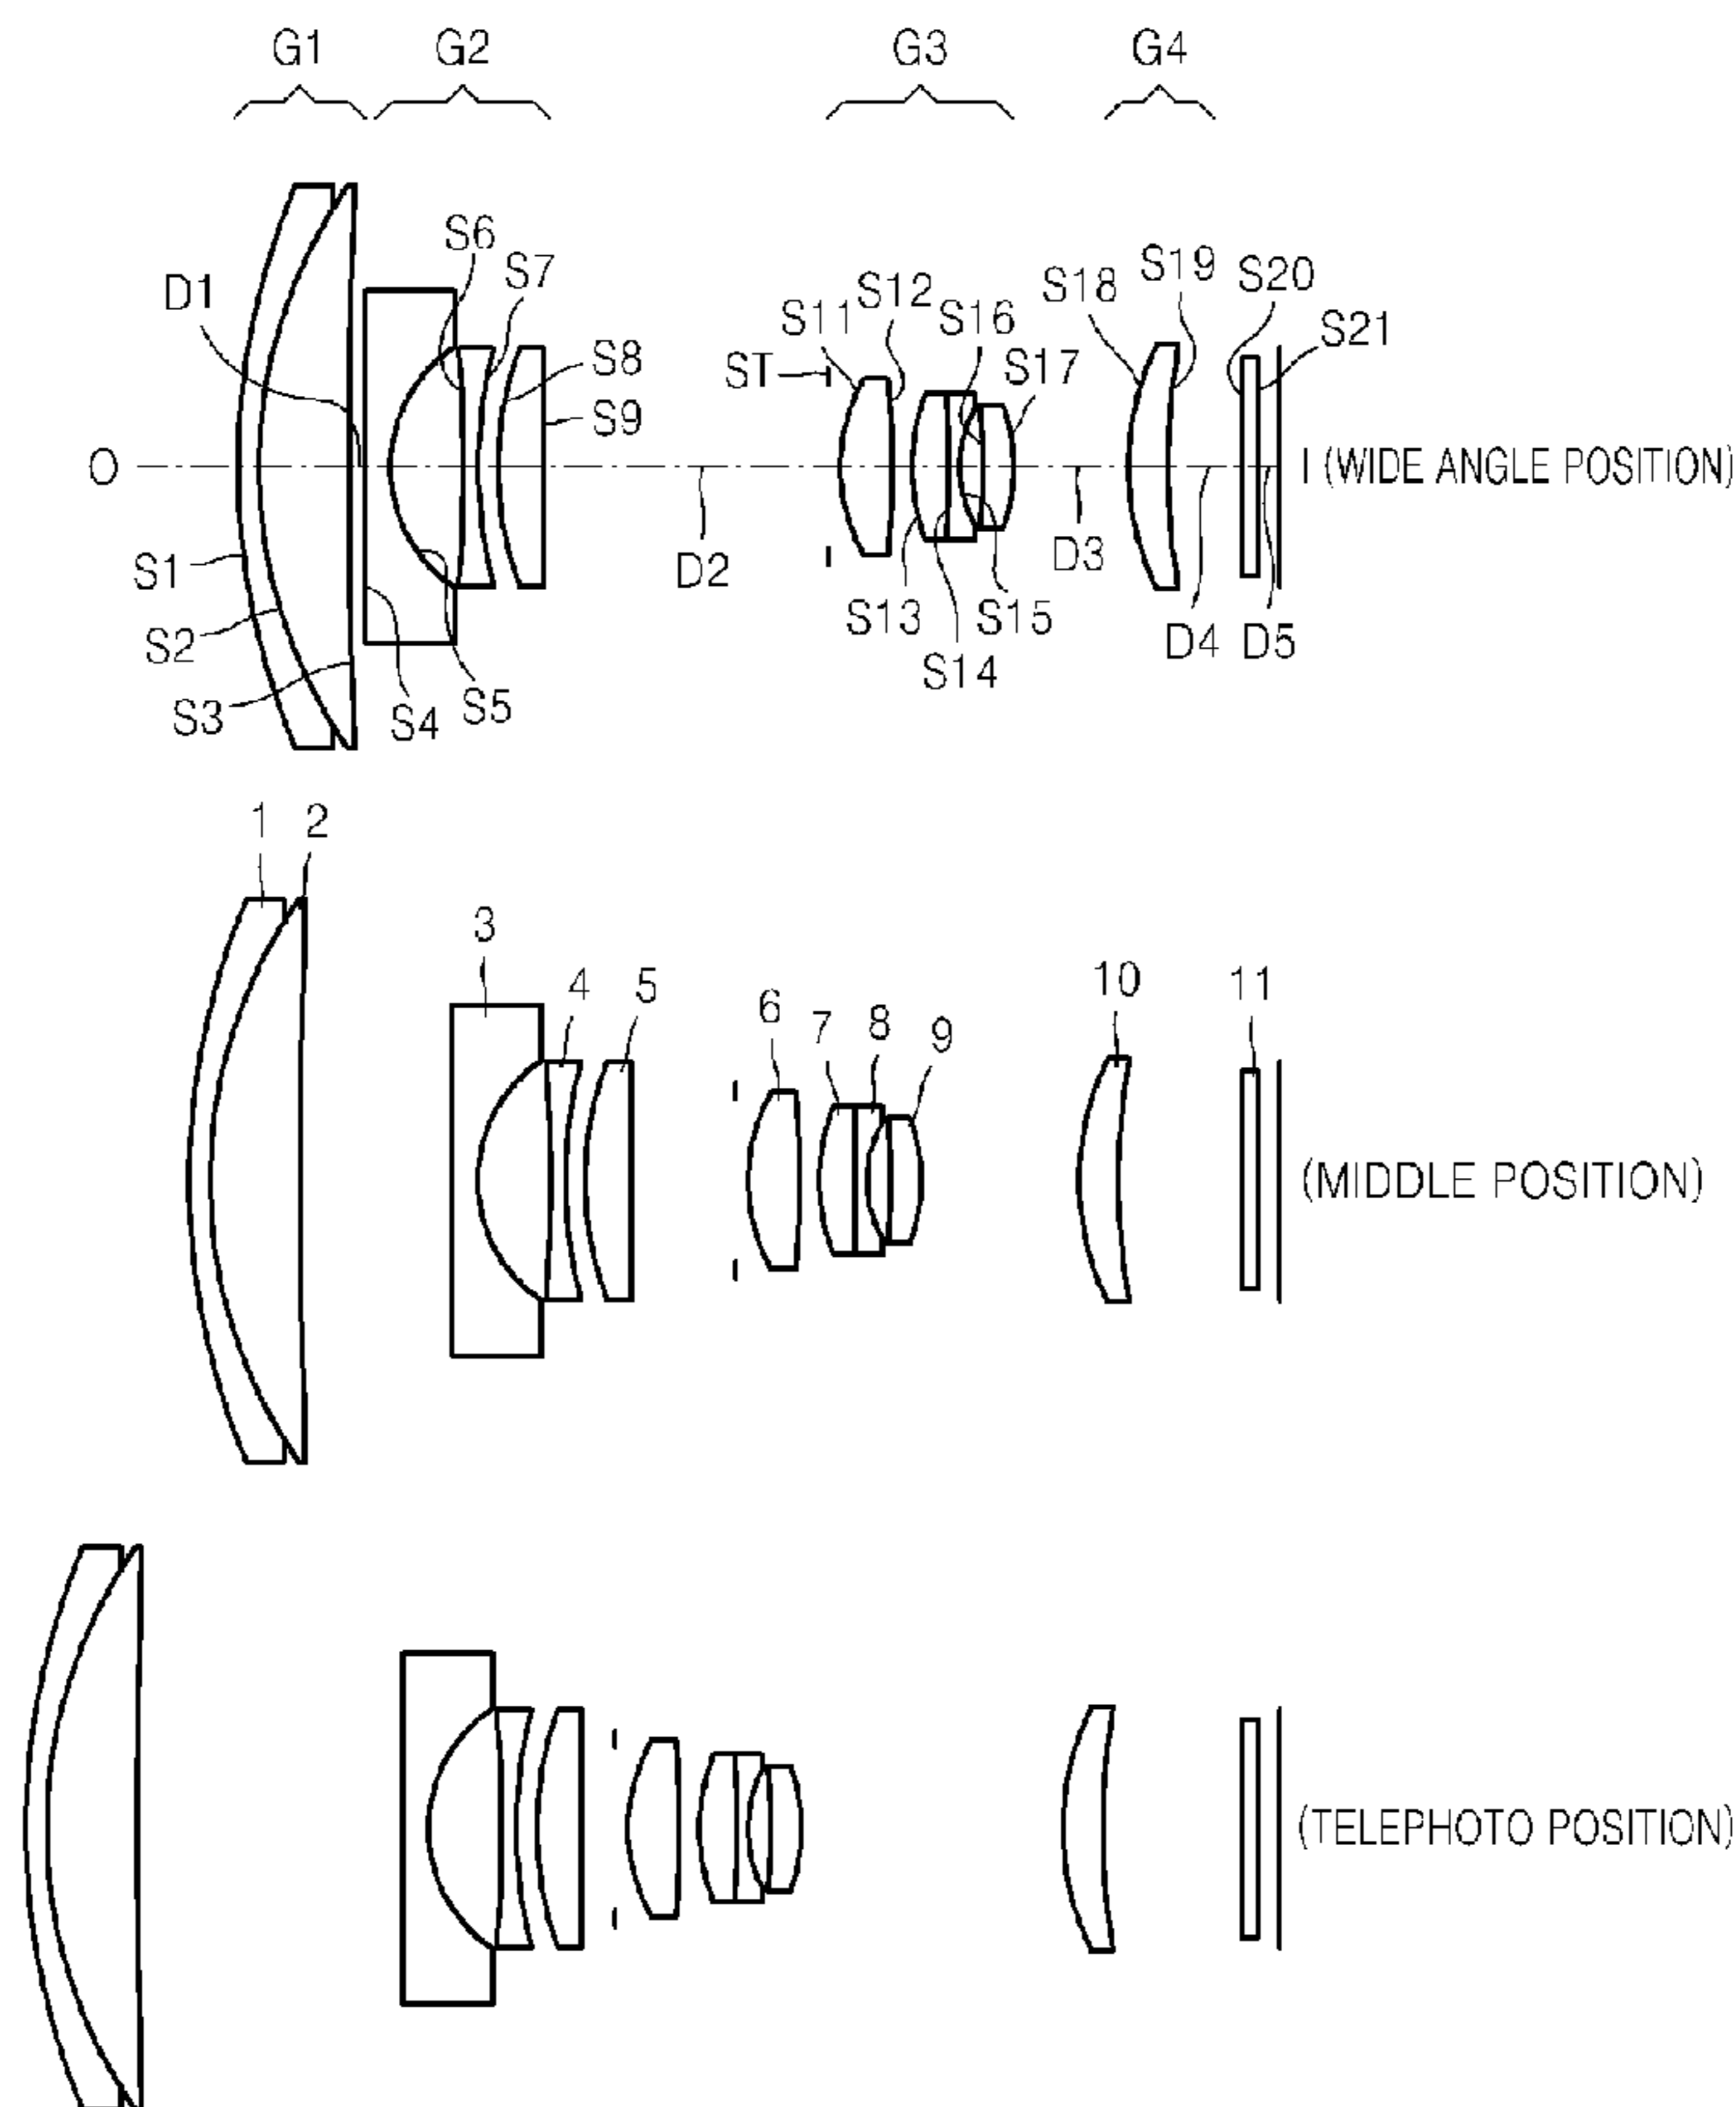 G1 G2 G3 G4
S6
S7
S19
S18 S20
D1 S12
S11 S16 S21
S17
ST
S8
S9
O I (WIDE ANGLE POSITION)
D2 D3
S1
S13 S15
S2 D4 D5
S14
S3 S4 S5
1 2
3
4 5 10 11
6 7 8 9
(MIDDLE POSITION)
(TELEPHOTO POSITION)